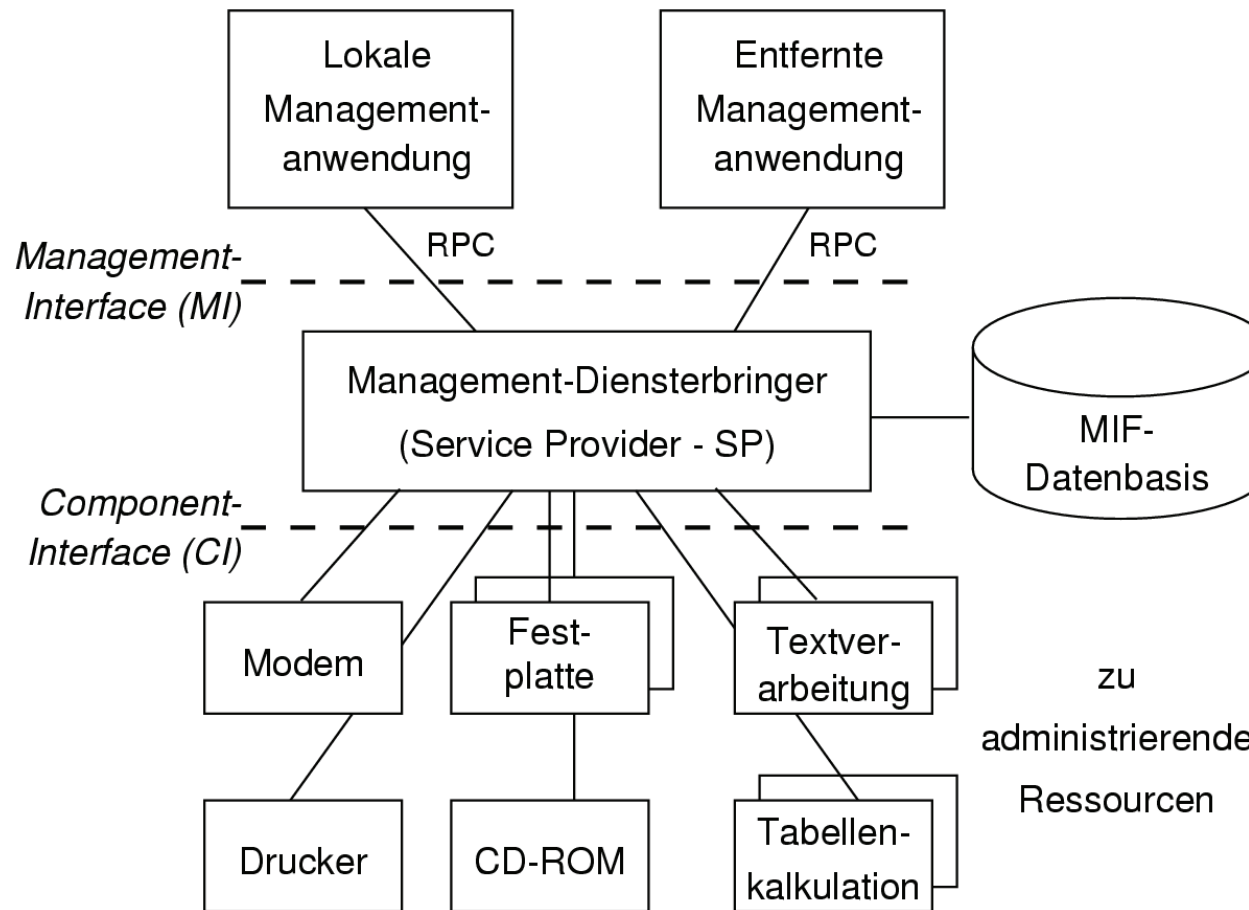 Lokale
Management-
anwendung
Entfernte
Management-
anwendung
RPC
RPC
Management-
Interface (MI)
Management-Diensterbringer
(Service Provider - SP)
MIF-
Datenbasis
Component-
Interface (CI)
Modem
Fest-
platte
Textver-
arbeitung
zu
administrierende
Ressourcen
Drucker
CD-ROM
Tabellen-
kalkulation